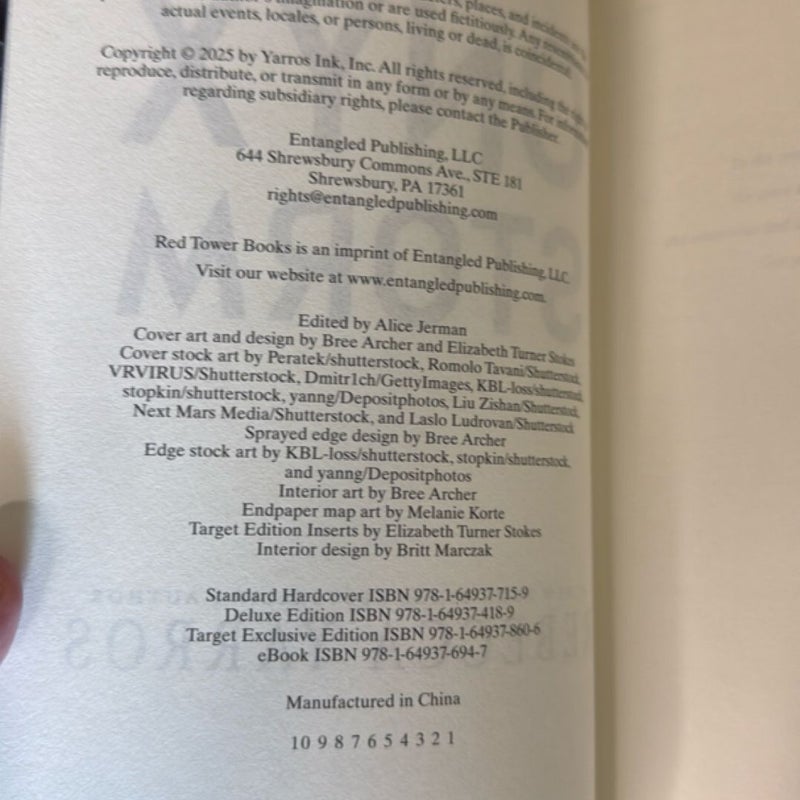 places, and incidents
imagination or are used fictitiously. Any
actual events, locales, or persons, living or dead, is coincidental.
Copyright © 2025 by Yarros Ink, Inc. All rights reserved, including the
reproduce, distribute, or transmit in any form or by any means. For information
regarding subsidiary rights, please contact the Publisher.
Entangled Publishing, LLC
644 Shrewsbury Commons Ave., STE 181
Shrewsbury, PA 17361
rights@entangledpublishing.com
Red Tower Books is an imprint of Entangled Publishing, LLC.
Visit our website at www.entangledpublishing.com.
Edited by Alice Jerman
Cover art and design by Bree Archer and Elizabeth Turner Stokes
Cover stock art by Peratek/shutterstock, Romolo Tavani/Shutterstock,
VRVIRUS/Shutterstock, Dmitr1ch/GettyImages, KBL-loss/shutterstock,
stopkin/shutterstock, yanng/Depositphotos, Liu Zishan/Shutterstock,
Next Mars Media/Shutterstock, and Laslo Ludrovan/Shutterstock
Sprayed edge design by Bree Archer
Edge stock art by KBL-loss/shutterstock, stopkin/shutterstock,
and yanng/Depositphotos
Interior art by Bree Archer
Endpaper map art by Melanie Korte
Target Edition Inserts by Elizabeth Turner Stokes
Interior design by Britt Marczak
Standard Hardcover ISBN 978-1-64937-715-9
Deluxe Edition ISBN 978-1-64937-418-9
Target Exclusive Edition ISBN 978-1-64937-860-6
eBook ISBN 978-1-64937-694-7
Manufactured in China
10 9 8 7 6 5 4 3 2 1